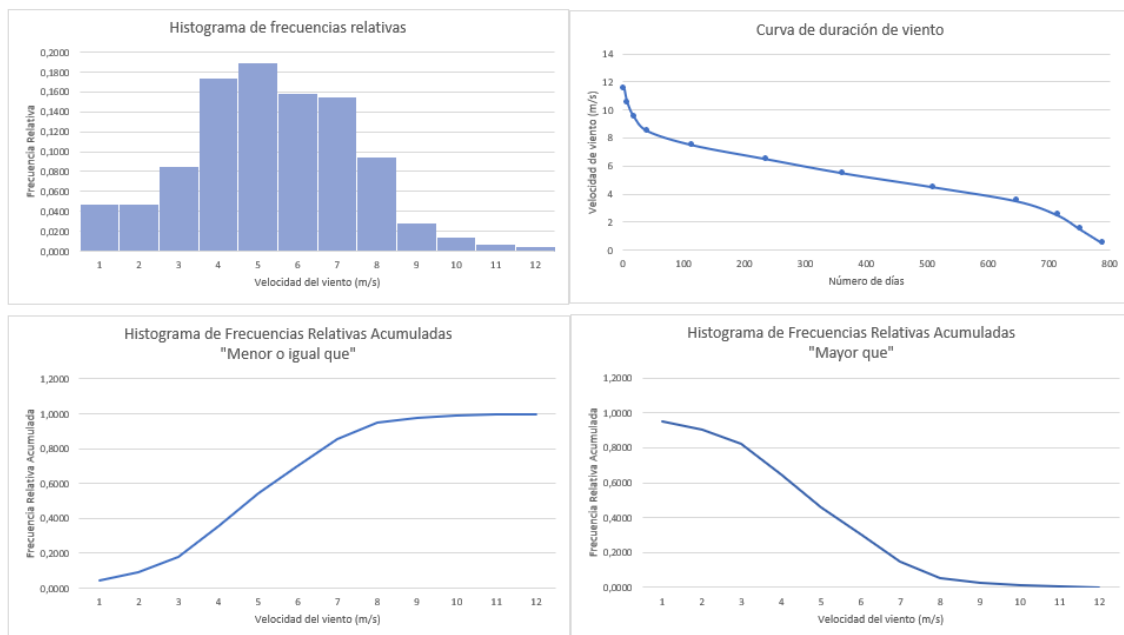 Histograma de frecuencias relativas
Frecuencia Relativa
0,2000
0,1800
0,1600
0,1400
0,1200
0,1000
0,0800
0,0600
0,0400
0,0200
0,0000
1 2 3 4 5 6 7 8 9 10 11 12
Velocidad del viento (m/s)
Curva de duración de viento
Velocidad de viento (m/s)
14
12
10
8
6
4
2
0
0 100 200 300 400 500 600 700 800
Número de días
Histograma de Frecuencias Relativas Acumuladas
"Menor o igual que"
Frecuencia Relativa Acumulada
1,2000
1,0000
0,8000
0,6000
0,4000
0,2000
0,0000
1 2 3 4 5 6 7 8 9 10 11 12
Velocidad del viento (m/s)
Histograma de Frecuencias Relativas Acumuladas
"Mayor que"
Frecuencia Relativa Acumulada
1,2000
1,0000
0,8000
0,6000
0,4000
0,2000
0,0000
1 2 3 4 5 6 7 8 9 10 11 12
Velocidad del viento (m/s)